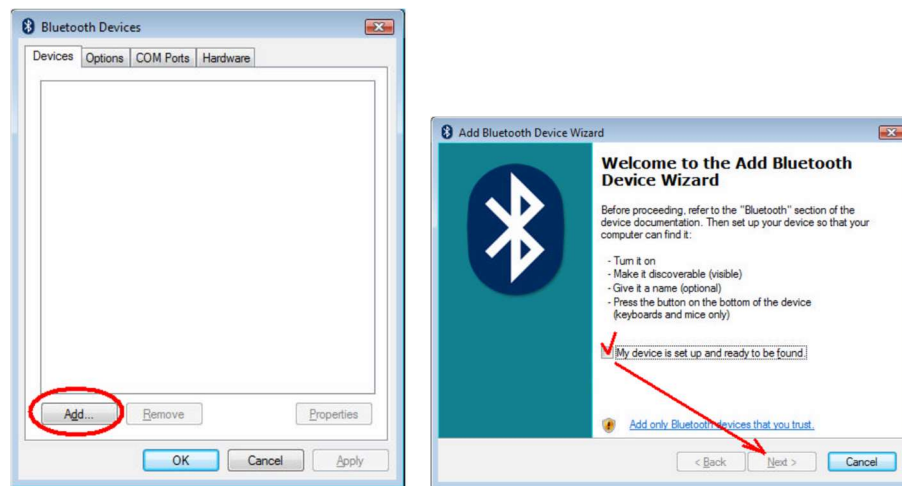 Bluetooth Devices
Devices Options COM Ports Hardware
Add... Remove Properties
OK Cancel Apply
Add Bluetooth Device Wizard
Welcome to the Add Bluetooth
Device Wizard
Before proceeding, refer to the "Bluetooth" section of the
device documentation. Then set up your device so that your
computer can find it:
- Turn it on
- Make it discoverable (visible)
- Give it a name (optional)
- Press the button on the bottom of the device
(keyboards and mice only)
My device is set up and ready to be found.
Add only Bluetooth devices that you trust.
< Back Next > Cancel